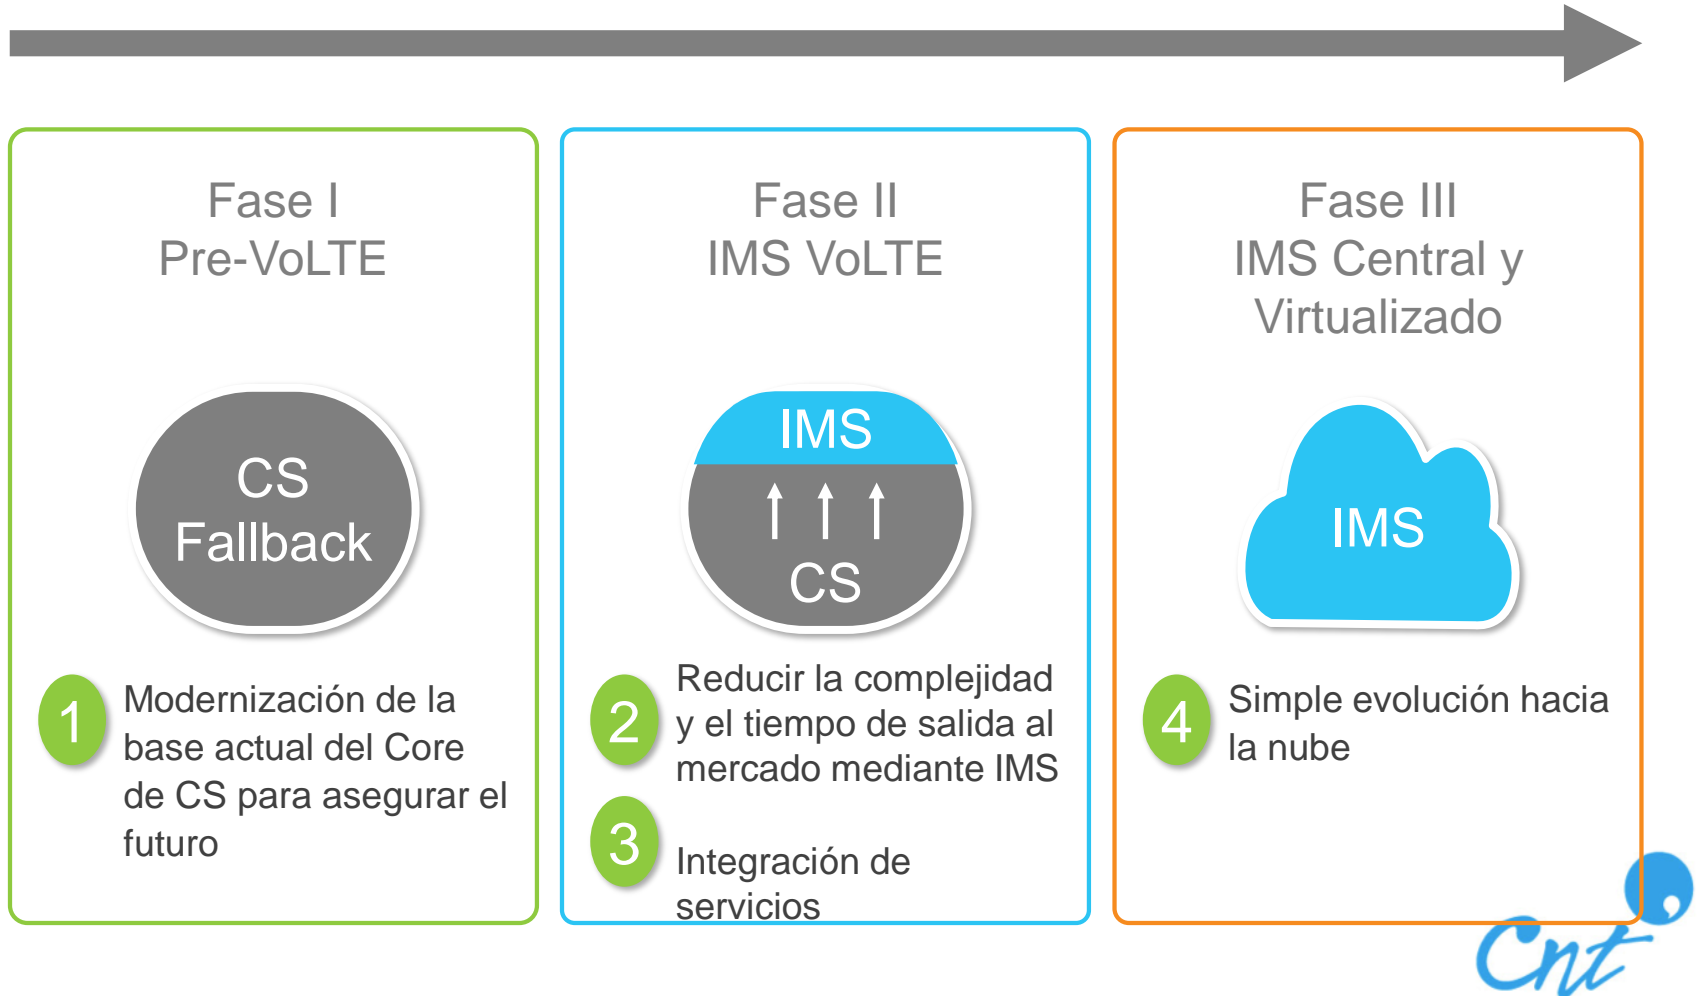 Fase I
Pre-VoLTE
CS
Fallback
1
Modernización de la
base actual del Core
de CS para asegurar el
futuro
Fase II
IMS VoLTE
IMS
CS
2
Reducir la complejidad
y el tiempo de salida al
mercado mediante IMS
3
Integración de
servicios
Fase III
IMS Central y
Virtualizado
IMS
4
Simple evolución hacia
la nube
Cnt